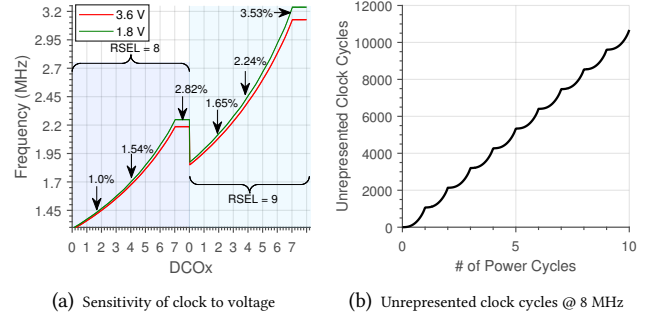 3.6 V
1.8 V
RSEL = 8
3.53%
2.24%
2.82%
1.65%
1.54%
1.0%
RSEL = 9
Frequency (MHz)
3.2
2.95
2.7
2.45
2.2
1.95
1.7
1.45
0 1 2 3 4 5 6 7 0 1 2 3 4 5 6 7
DCOx
(a) Sensitivity of clock to voltage
Unrepresented Clock Cycles
12000
10000
8000
6000
4000
2000
0
0 5 10
# of Power Cycles
(b) Unrepresented clock cycles @ 8 MHz